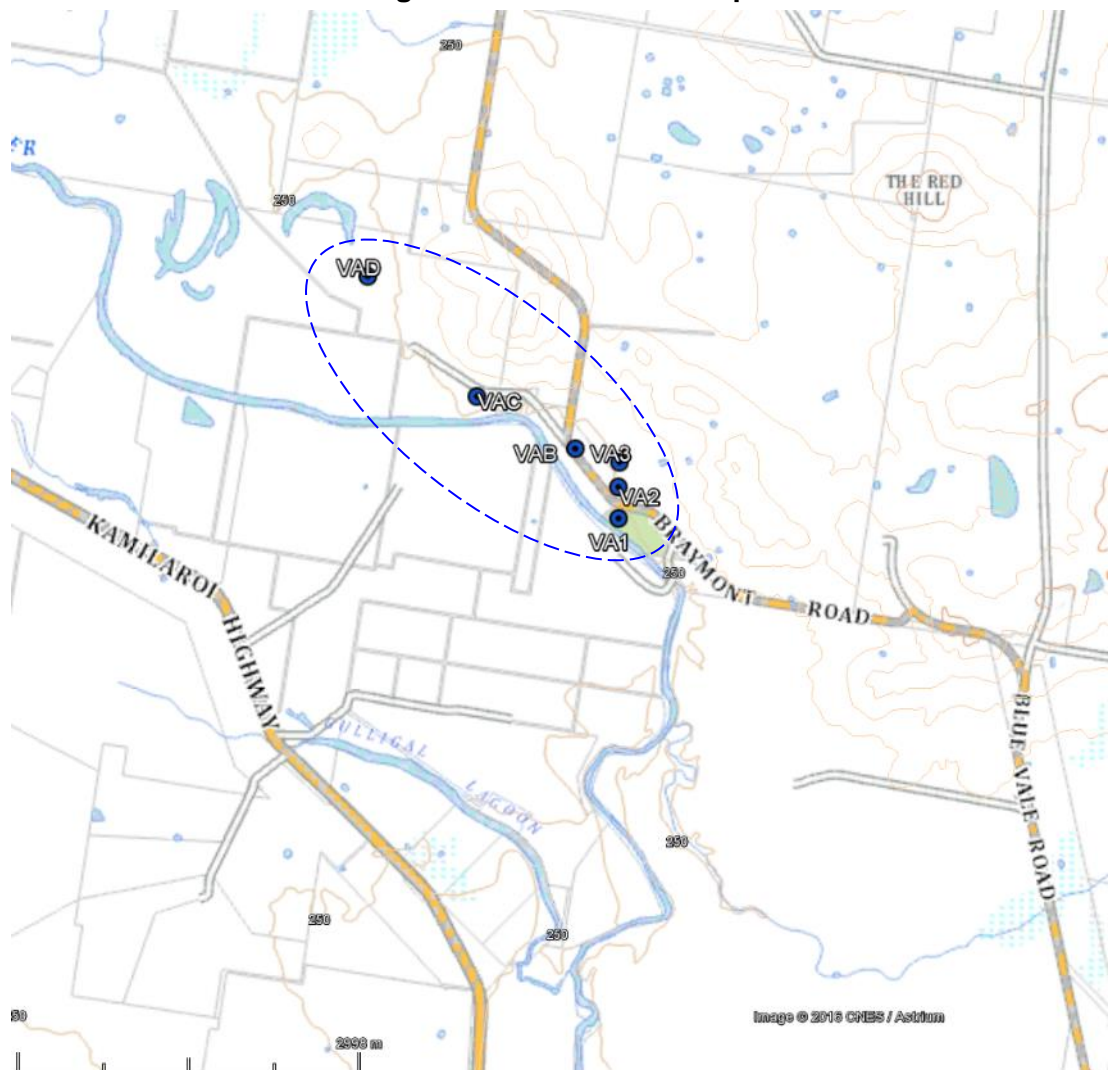 250
THE RED
HILL
250
VAD
VAC
VAB
VA3
VA2
VA1
250
BRAYMONT ROAD
KAMILAROI HIGHWAY
GULLIGAL
LAGOON
BLUE VALE ROAD
250
250
250
Image © 2016 CNES / Astrium
2998 m